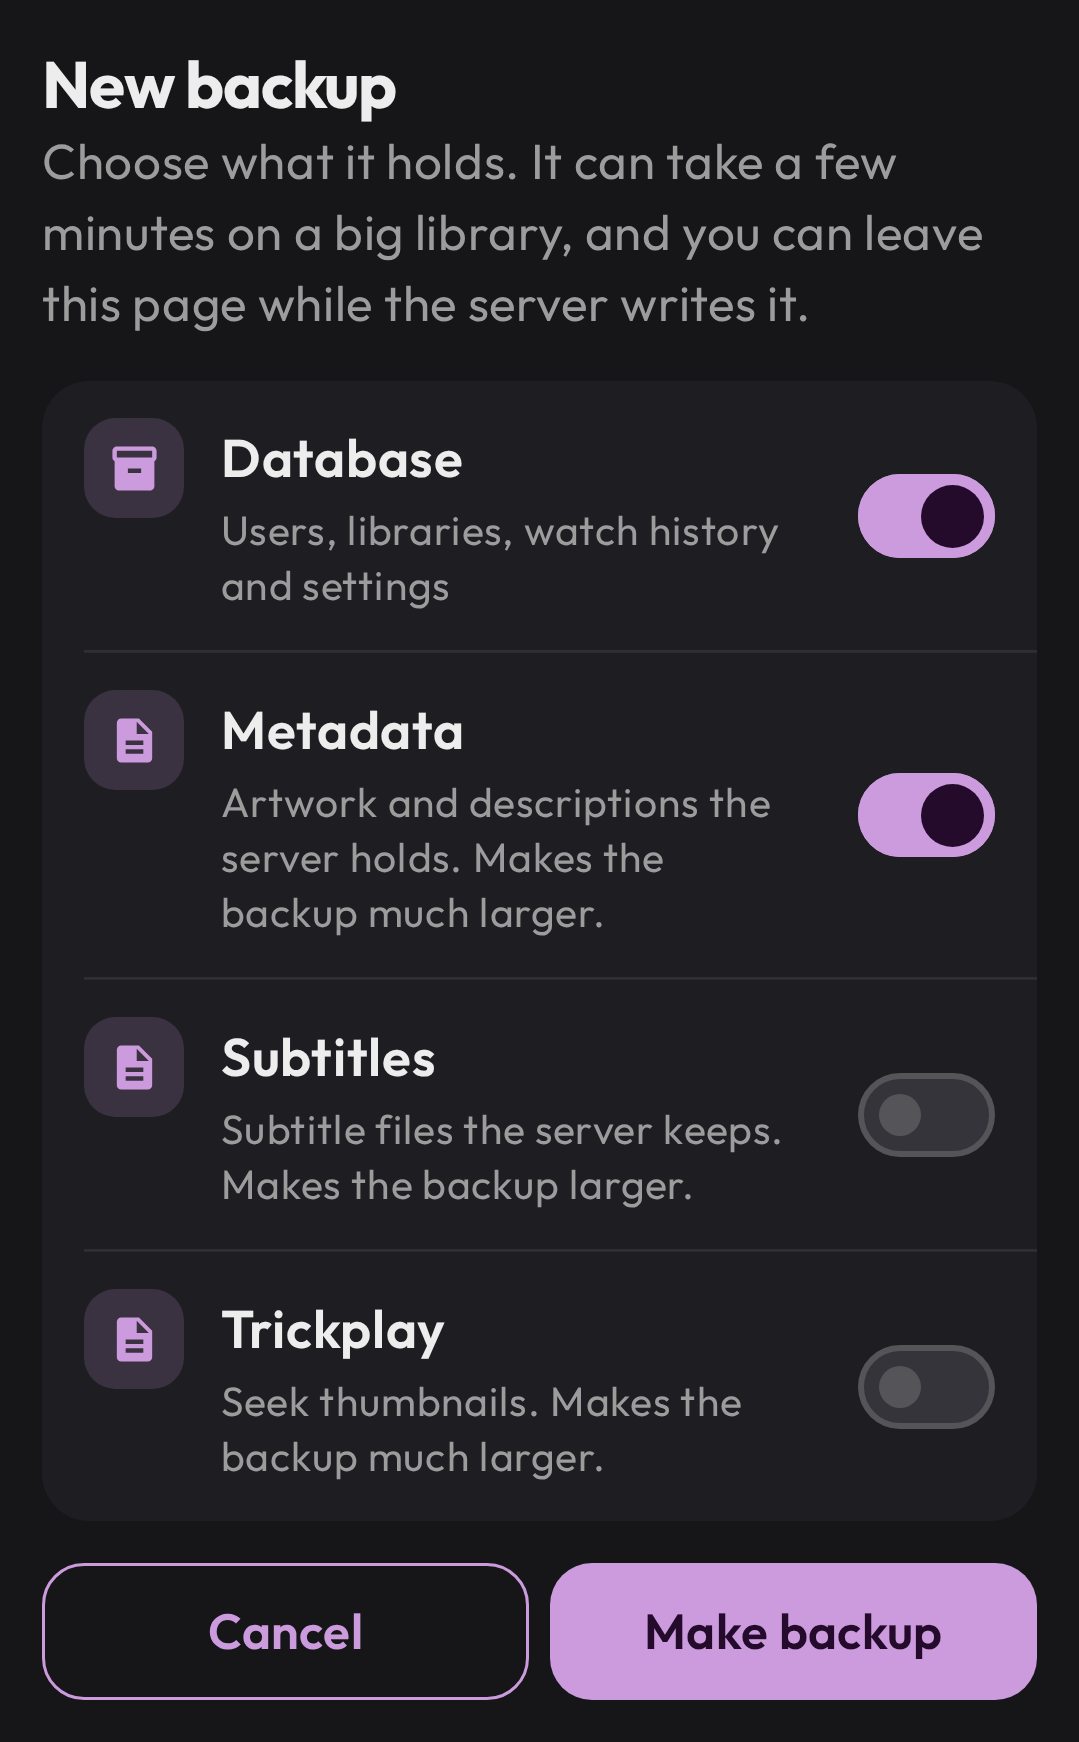 New backup
Choose what it holds. It can take a few
minutes on a big library, and you can leave
this page while the server writes it.
Database
Users, libraries, watch history
and settings
Metadata
Artwork and descriptions the
server holds. Makes the
backup much larger.
Subtitles
Subtitle files the server keeps.
Makes the backup larger.
Trickplay
Seek thumbnails. Makes the
backup much larger.
Cancel
Make backup